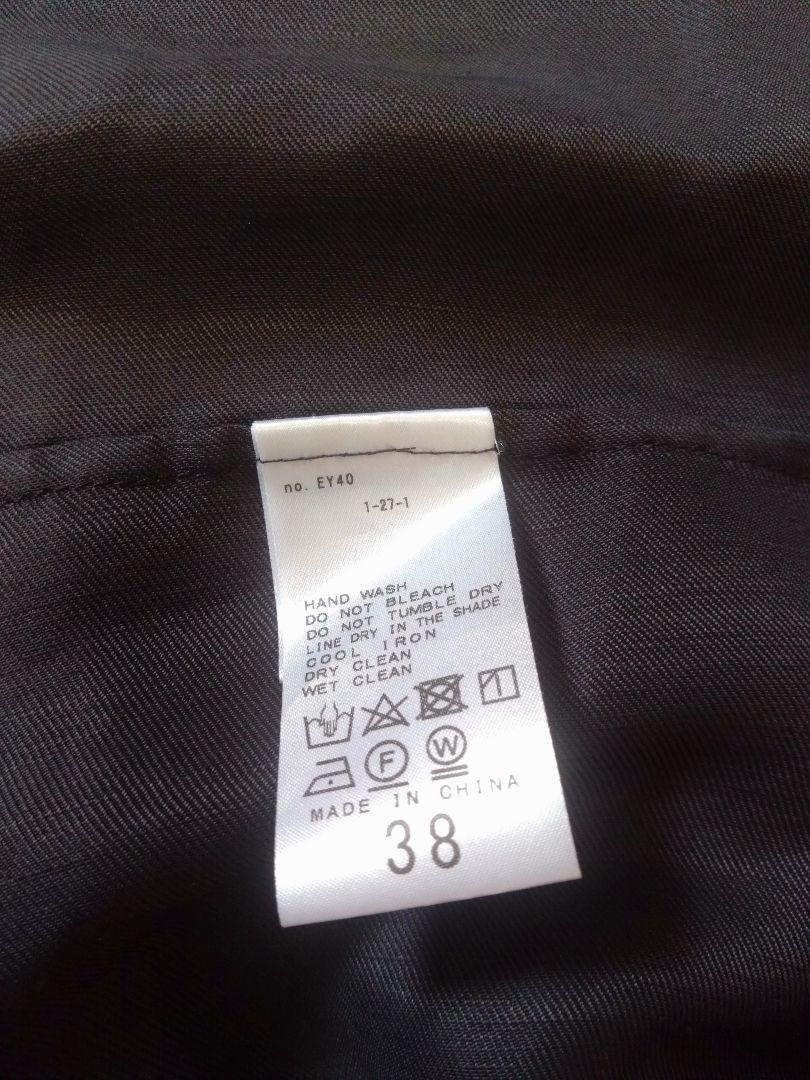 no. EY40
1-27-1
HAND WASH
DO NOT BLEACH
DO NOT TUMBLE DRY
LINE DRY IN THE SHADE
COOL IRON
DRY CLEAN
WET CLEAN
F W
MADE IN CHINA
38